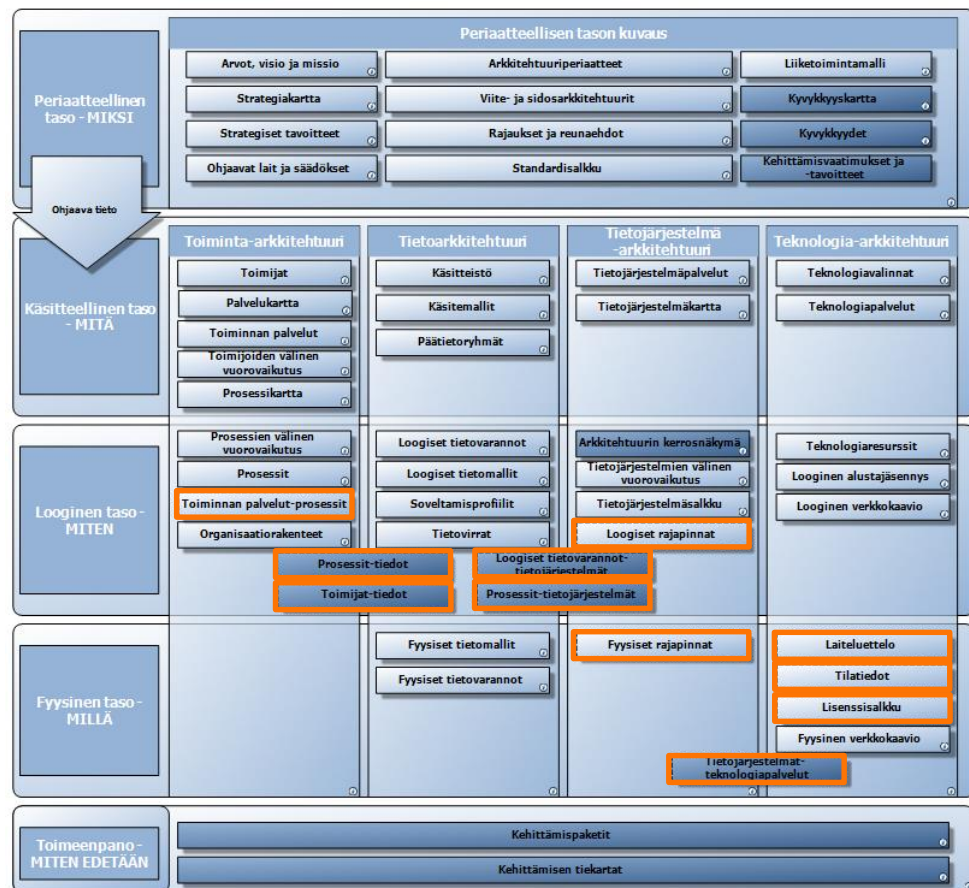 Periaatteellinen
taso - MIKSI
Periaatteellisen tason kuvaus
Arvot, visio ja missio
Arkkitehtuuriperiaatteet
Liiketoimintamalli
Strategiakartta
Viite- ja sidosarkkitehtuurit
Kyvykkyyskartta
Strategiset tavoitteet
Rajaukset ja reunaehdot
Kyvykkyydet
Ohjaavat lait ja säädökset
Standardisalkku
Kehittämisvaatimukset ja
-tavoitteet
Ohjaava tieto
Käsitteellinen taso
- MITÄ
Toiminta-arkkitehtuuri
Toimijat
Palvelukartta
Toiminnan palvelut
Toimijoiden välinen
vuorovaikutus
Prosessikartta
Tietoarkkitehtuuri
Käsitteistö
Käsitemallit
Päätietoryhmät
Tietojärjestelmä
-arkkitehtuuri
Tietojärjestelmäpalvelut
Tietojärjestelmäkartta
Teknologia-arkkitehtuuri
Teknologiavalinnat
Teknologiapalvelut
Looginen taso -
MITEN
Prosessien välinen
vuorovaikutus
Prosessit
Toiminnan palvelut-prosessit
Organisaatiorakenteet
Loogiset tietovarannot
Loogiset tietomallit
Soveltamisprofiilit
Tietovirrat
Arkkitehtuurin kerrosnäkymä
Tietojärjestelmien välinen
vuorovaikutus
Tietojärjestelmäsalkku
Loogiset rajapinnat
Teknologiaresurssit
Looginen alustajäsennys
Looginen verkkokaavio
Prosessit-tiedot
Loogiset tietovarannot-
tietojärjestelmät
Toimijat-tiedot
Prosessit-tietojärjestelmät
Fyysinen taso -
MILLÄ
Fyysiset tietomallit
Fyysiset tietovarannot
Fyysiset rajapinnat
Laiteluettelo
Tilatiedot
Lisenssisalkku
Fyysinen verkkokaavio
Tietojärjestelmät-
teknologiapalvelut
Toimeenpano -
MITEN EDETÄÄN
Kehittämispaketit
Kehittämisen tiekartat